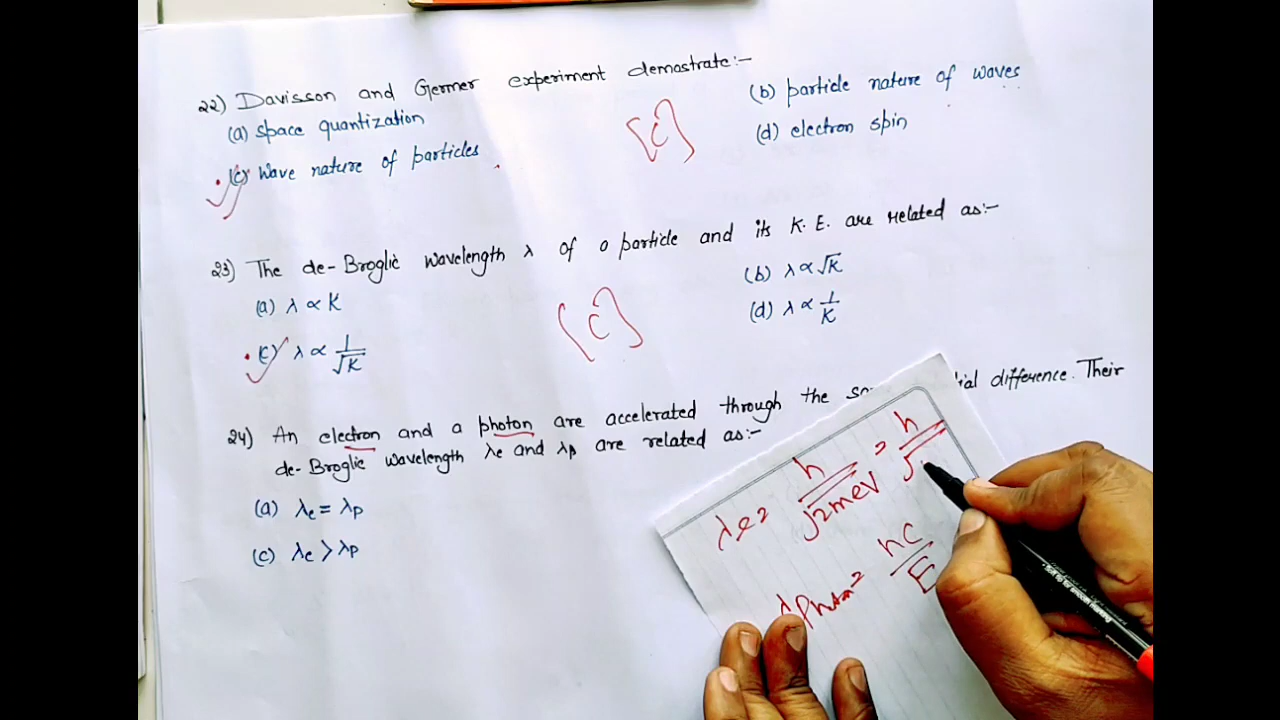 22) Davisson and Germer experiment demostrate:-
(a) space quantization
(b) particle nature of waves
(c) Wave nature of particles
(d) electron spin
[C]
23) The de-Broglie wavelength λ of a particle and its K.E. are related as:-
(a) λ ∝ K
(b) λ ∝ √K
(c) λ ∝ 1/√K
(d) λ ∝ 1/K
[C]
24) An electron and a photon are accelerated through the difference. Their
de-Broglie wavelength λe and λp are related as:-
(a) λe = λp
(c) λe > λp
λe = h/√2mev = h/√
λphoton = hc/E